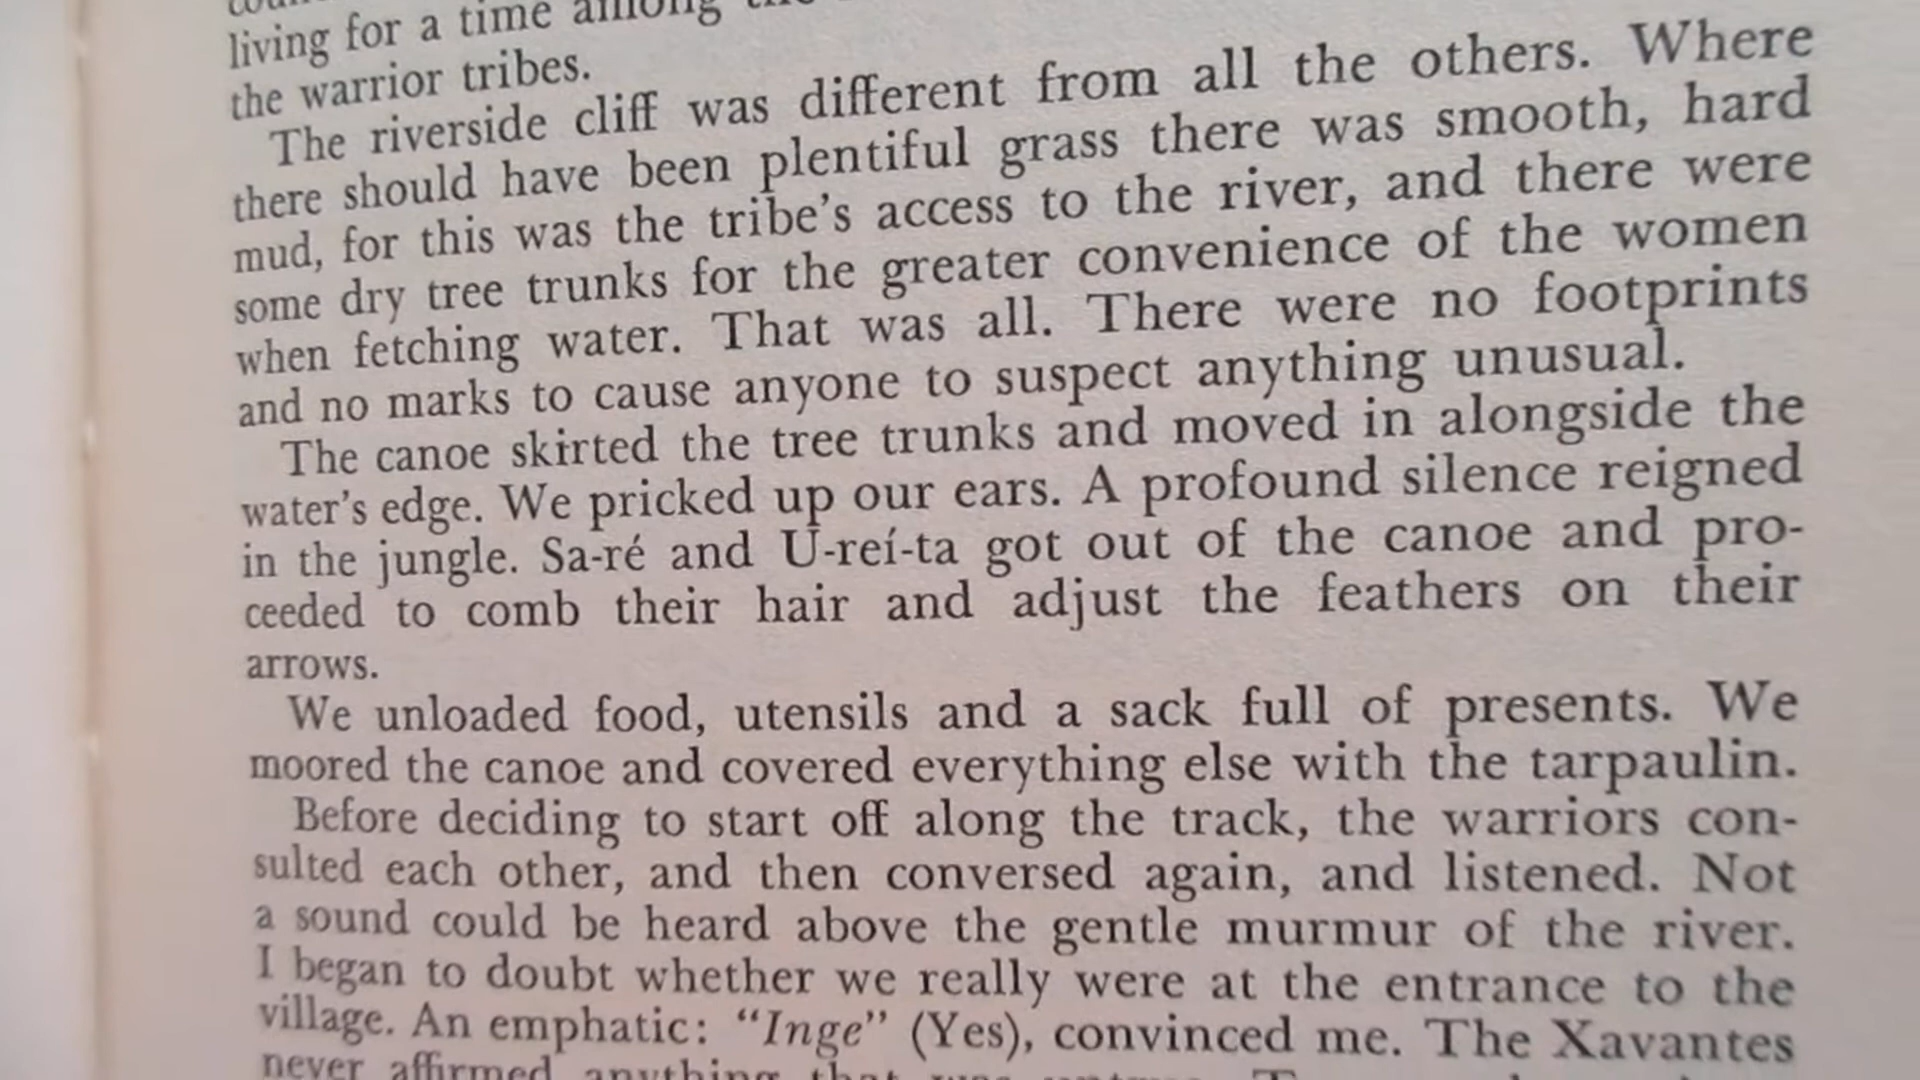 living for a time among the
the warrior tribes.
The riverside cliff was different from all the others. Where
there should have been plentiful grass there was smooth, hard
mud, for this was the tribe's access to the river, and there were
some dry tree trunks for the greater convenience of the women
when fetching water. That was all. There were no footprints
and no marks to cause anyone to suspect anything unusual.
The canoe skirted the tree trunks and moved in alongside the
water's edge. We pricked up our ears. A profound silence reigned
in the jungle. Sa-ré and U-reí-ta got out of the canoe and pro-
ceeded to comb their hair and adjust the feathers on their
arrows.
We unloaded food, utensils and a sack full of presents. We
moored the canoe and covered everything else with the tarpaulin.
Before deciding to start off along the track, the warriors con-
sulted each other, and then conversed again, and listened. Not
a sound could be heard above the gentle murmur of the river.
I began to doubt whether we really were at the entrance to the
village. An emphatic: “Inge” (Yes), convinced me. The Xavantes
never affirmed anything that was